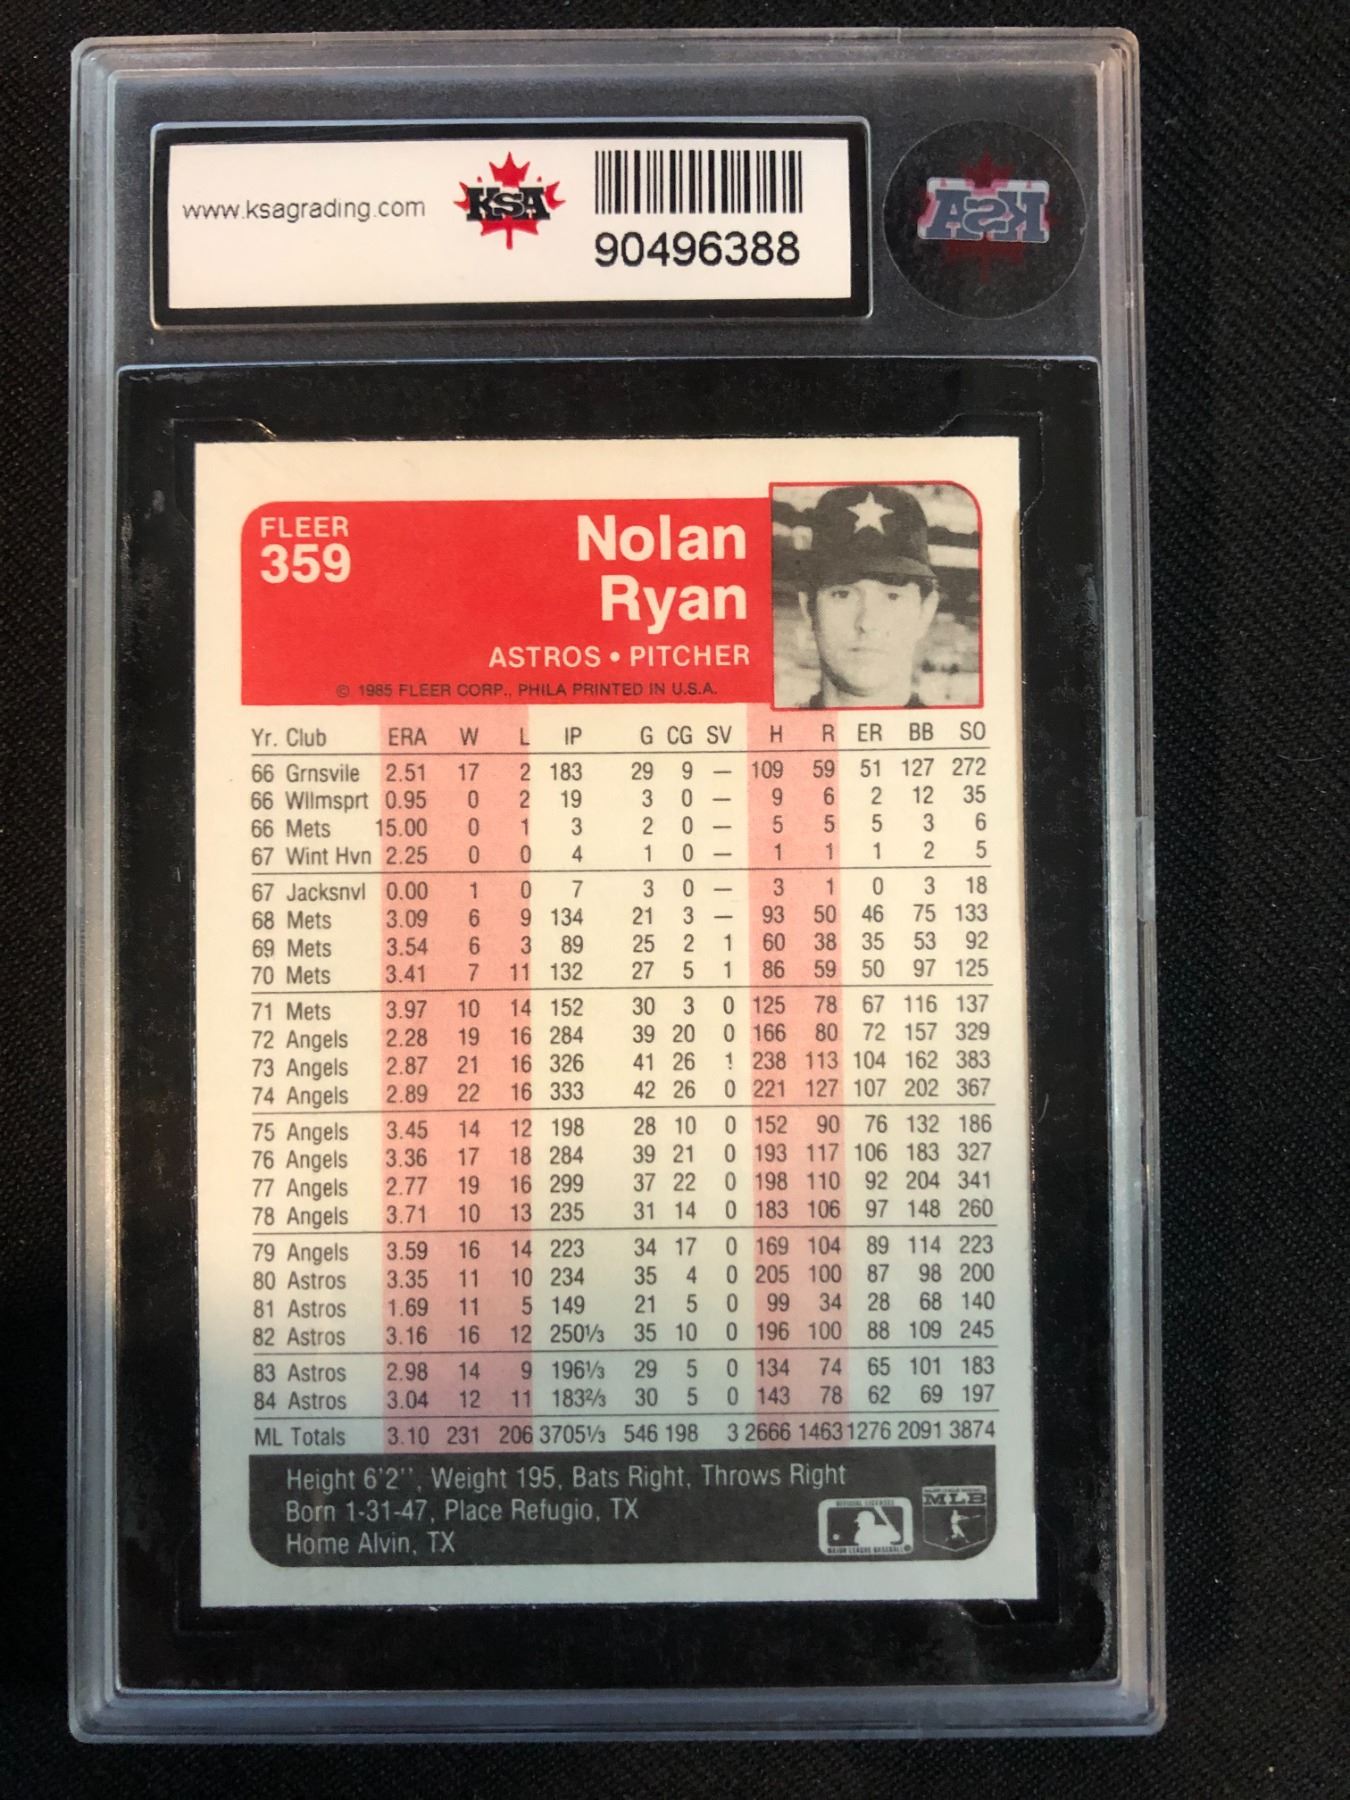 www.ksagrading.com KSA
90496388
KSA
FLEER
359
Nolan
Ryan
ASTROS • PITCHER
© 1985 FLEER CORP., PHILA PRINTED IN U.S.A.
Yr. Club ERA W L IP G CG SV H R ER BB SO
66 Grnsvile 2.51 17 2 183 29 9 — 109 59 51 127 272
66 Wllmsprt 0.95 0 2 19 3 0 — 9 6 2 12 35
66 Mets 15.00 0 1 3 2 0 — 5 5 5 3 6
67 Wint Hvn 2.25 0 0 4 1 0 — 1 1 1 2 5
67 Jacksnvl 0.00 1 0 7 3 0 — 3 1 0 3 18
68 Mets 3.09 6 9 134 21 3 — 93 50 46 75 133
69 Mets 3.54 6 3 89 25 2 1 60 38 35 53 92
70 Mets 3.41 7 11 132 27 5 1 86 59 50 97 125
71 Mets 3.97 10 14 152 30 3 0 125 78 67 116 137
72 Angels 2.28 19 16 284 39 20 0 166 80 72 157 329
73 Angels 2.87 21 16 326 41 26 1 238 113 104 162 383
74 Angels 2.89 22 16 333 42 26 0 221 127 107 202 367
75 Angels 3.45 14 12 198 28 10 0 152 90 76 132 186
76 Angels 3.36 17 18 284 39 21 0 193 117 106 183 327
77 Angels 2.77 19 16 299 37 22 0 198 110 92 204 341
78 Angels 3.71 10 13 235 31 14 0 183 106 97 148 260
79 Angels 3.59 16 14 223 34 17 0 169 104 89 114 223
80 Astros 3.35 11 10 234 35 4 0 205 100 87 98 200
81 Astros 1.69 11 5 149 21 5 0 99 34 28 68 140
82 Astros 3.16 16 12 250⅓ 35 10 0 196 100 88 109 245
83 Astros 2.98 14 9 196⅓ 29 5 0 134 74 65 101 183
84 Astros 3.04 12 11 183⅔ 30 5 0 143 78 62 69 197
ML Totals 3.10 231 206 3705⅓ 546 198 3 2666 1463 1276 2091 3874
Height 6'2'', Weight 195, Bats Right, Throws Right
Born 1-31-47, Place Refugio, TX
Home Alvin, TX
MLB